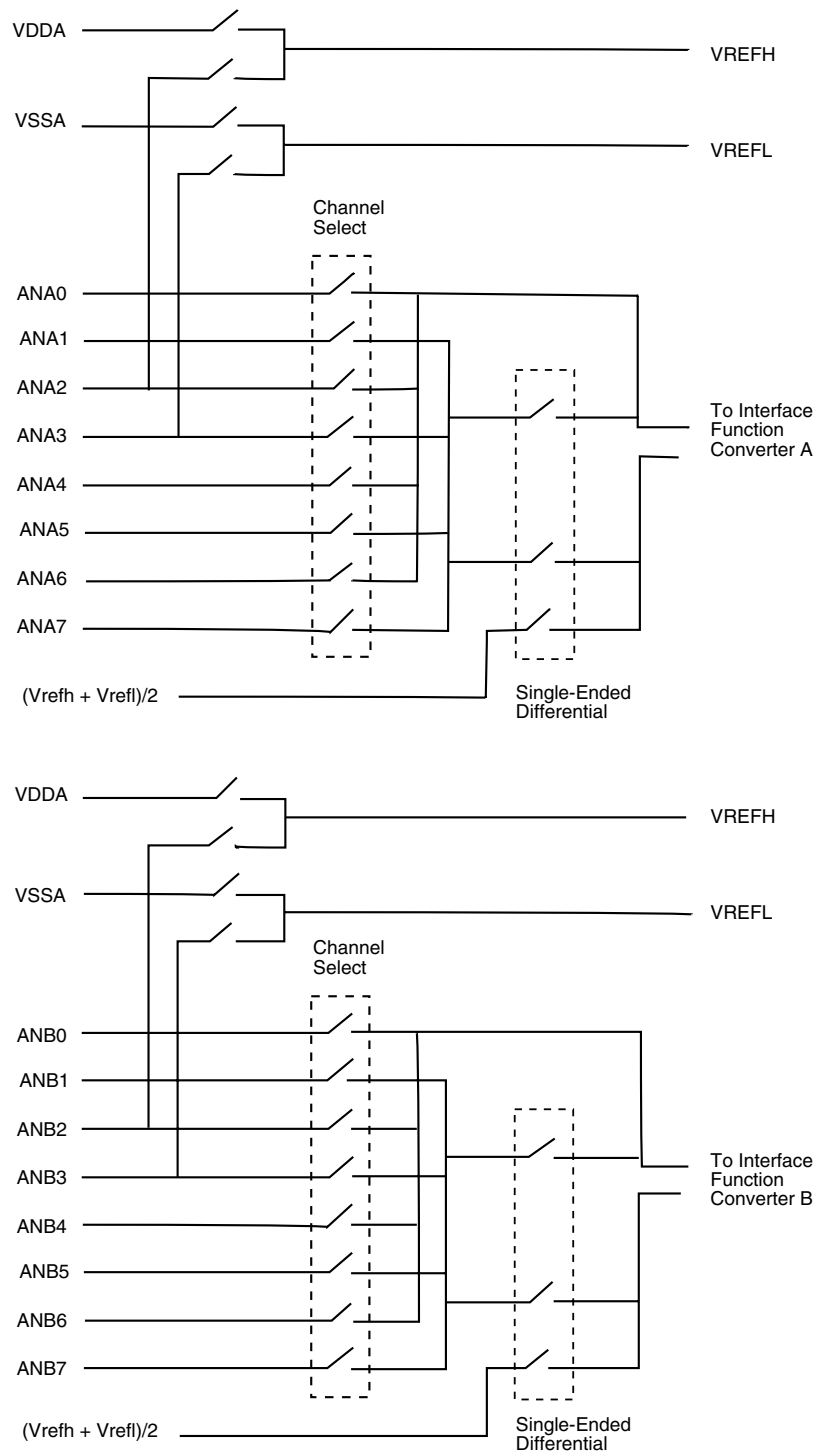 VDDA
VREFH
VSSA
VREFL
Channel
Select
ANA0
ANA1
ANA2
ANA3
ANA4
ANA5
ANA6
ANA7
To Interface
Function
Converter A
(Vrefh + Vrefl)/2
Single-Ended
Differential
VDDA
VREFH
VSSA
VREFL
Channel
Select
ANB0
ANB1
ANB2
ANB3
ANB4
ANB5
ANB6
ANB7
To Interface
Function
Converter B
(Vrefh + Vrefl)/2
Single-Ended
Differential